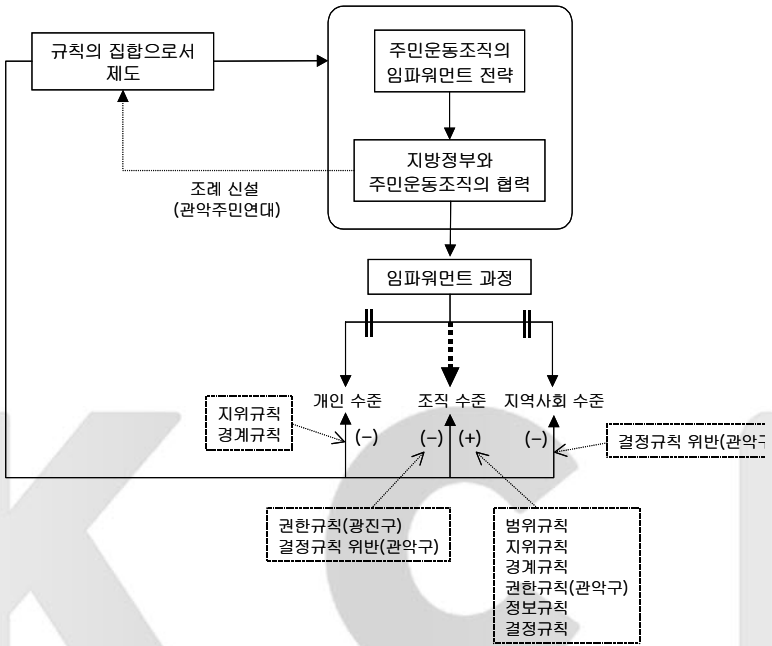 규칙의 집합으로서
제도
주민운동조직의
임파워먼트 전략
지방정부와
주민운동조직의 협력
조례 신설
(관악주민연대)
임파워먼트 과정
개인 수준
조직 수준
지역사회 수준
지위규칙
경계규칙
(-)
(-)
(+)
(-)
결정규칙 위반(관악구
권한규칙(광진구)
결정규칙 위반(관악구)
범위규칙
지위규칙
경계규칙
권한규칙(관악구)
정보규칙
결정규칙